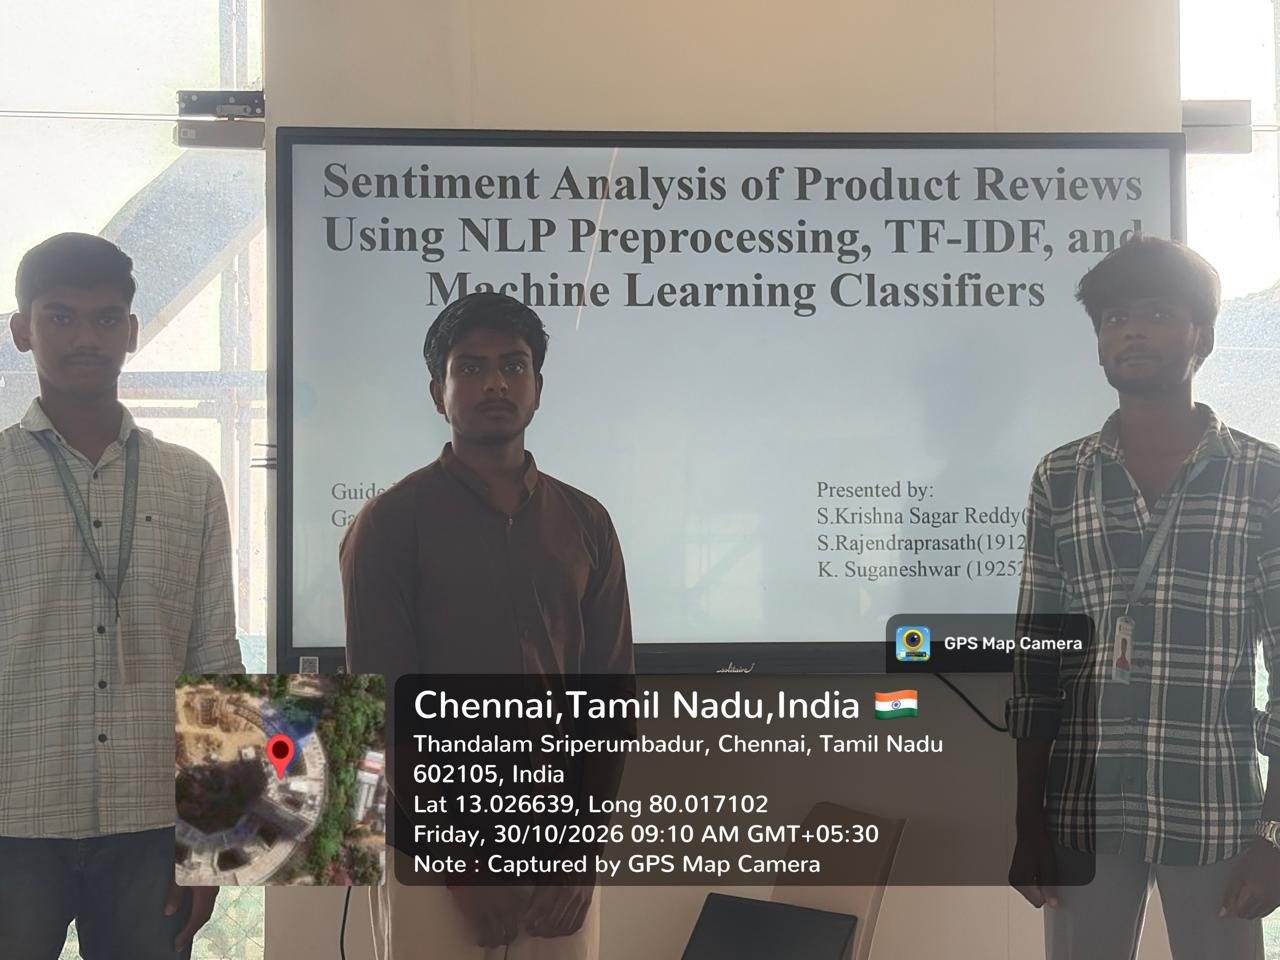 Sentiment Analysis of Product Reviews
Using NLP Preprocessing, TF-IDF, and
Machine Learning Classifiers
Presented by:
S.Krishna Sagar Reddy(
S.Rajendraprasath(1912
K. Suganeshwar (1925
solitaire
GPS Map Camera
Chennai,Tamil Nadu,India
Thandalam Sriperumbadur, Chennai, Tamil Nadu
602105, India
Lat 13.026639, Long 80.017102
Friday, 30/10/2026 09:10 AM GMT+05:30
Note : Captured by GPS Map Camera